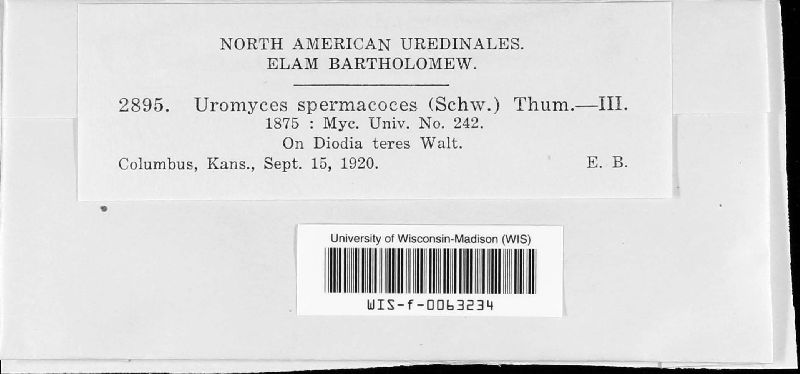 NORTH AMERICAN UREDINALES.
ELAM BARTHOLOMEW.
2895. Uromyces spermacoces (Schw.) Thum.—III.
1875 : Myc. Univ. No. 242.
On Diodia teres Walt.
Columbus, Kans., Sept. 15, 1920. E. B.
University of Wisconsin-Madison (WIS)
WIS-f-0063234